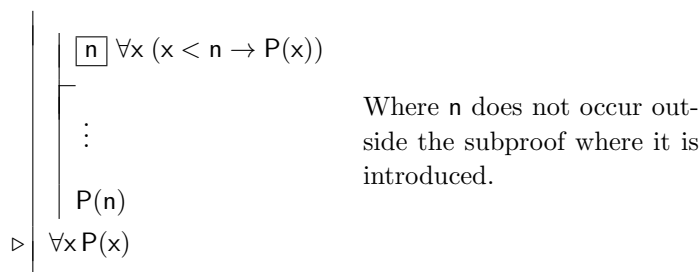 n ∀x (x < n → P(x))
Where n does not occur out-
side the subproof where it is
⋮
introduced.
P(n)
▷ ∀x P(x)